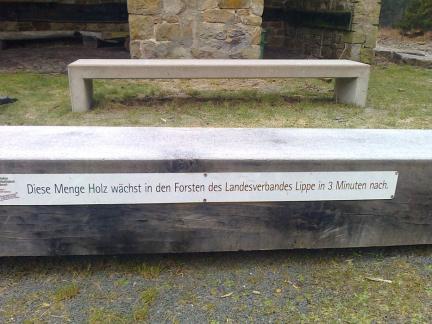 Diese Menge Holz wächst in den Forsten des Landesverbandes Lippe in 3 Minuten nach.